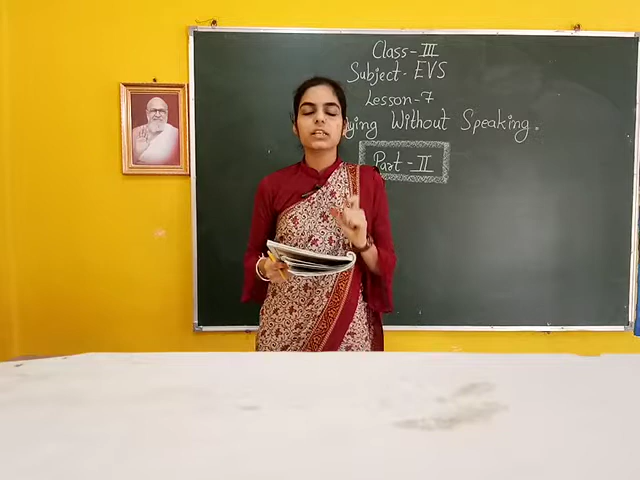 Class - III
Subject - EVS
Lesson - 7
Without Speaking.
Part - II